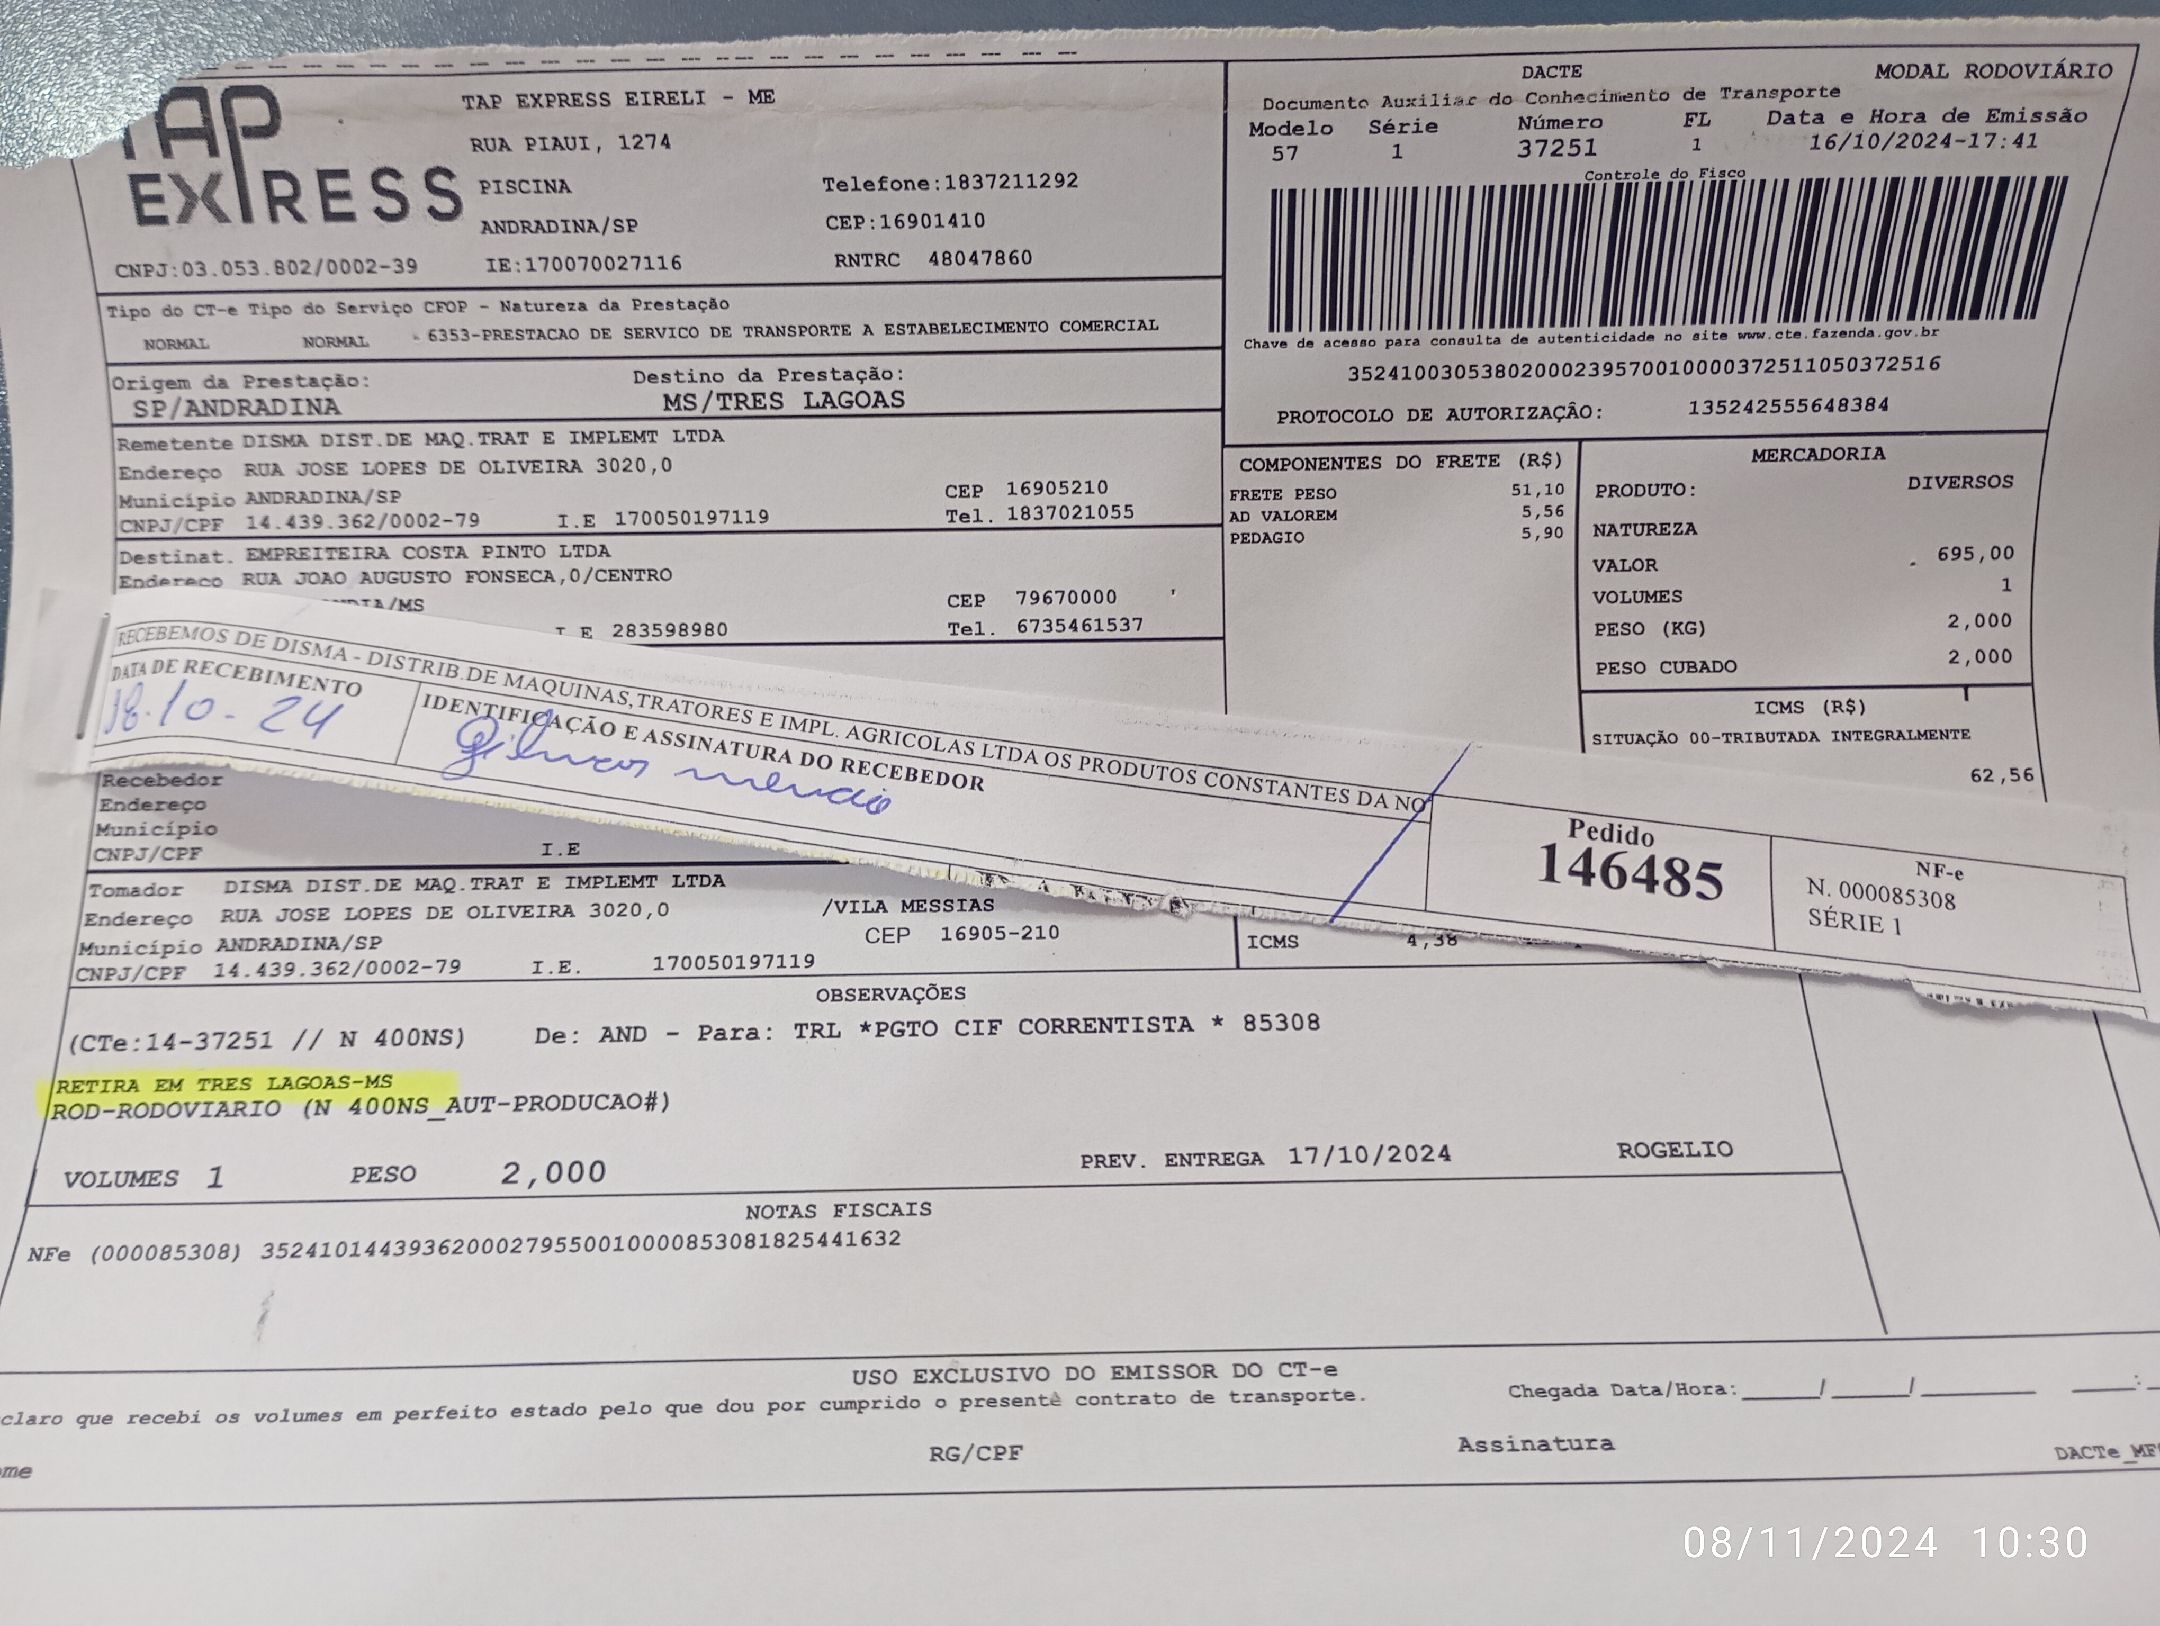 TAP EXPRESS
TAP EXPRESS EIRELI - ME
RUA PIAUI, 1274
PISCINA Telefone:1837211292
ANDRADINA/SP CEP:16901410
CNPJ:03.053.802/0002-39 IE:170070027116 RNTRC 48047860
DACTE MODAL RODOVIÁRIO
Documento Auxiliar do Conhecimento de Transporte
Modelo Série Número FL Data e Hora de Emissão
57 1 37251 1 16/10/2024-17:41
Controle do Fisco
Chave de acesso para consulta de autenticidade no site www.cte.fazenda.gov.br
35241003053802000239570010000372511050372516
PROTOCOLO DE AUTORIZAÇÃO: 135242555648384
Tipo do CT-e Tipo do Serviço CFOP - Natureza da Prestação
NORMAL NORMAL 6353-PRESTACAO DE SERVICO DE TRANSPORTE A ESTABELECIMENTO COMERCIAL
Origem da Prestação: Destino da Prestação:
SP/ANDRADINA MS/TRES LAGOAS
Remetente DISMA DIST.DE MAQ.TRAT E IMPLEMT LTDA
Endereço RUA JOSE LOPES DE OLIVEIRA 3020,0
Município ANDRADINA/SP CEP 16905210
CNPJ/CPF 14.439.362/0002-79 I.E 170050197119 Tel. 1837021055
Destinat. EMPREITEIRA COSTA PINTO LTDA
Endereço RUA JOAO AUGUSTO FONSECA,0/CENTRO
/MS CEP 79670000
I E 283598980 Tel. 6735461537
COMPONENTES DO FRETE (R$)
FRETE PESO 51,10
AD VALOREM 5,56
PEDAGIO 5,90
MERCADORIA
PRODUTO: DIVERSOS
NATUREZA
VALOR 695,00
VOLUMES 1
PESO (KG) 2,000
PESO CUBADO 2,000
ICMS (R$)
SITUAÇÃO 00-TRIBUTADA INTEGRALMENTE
62,56
RECEBEMOS DE DISMA - DISTRIB.DE MAQUINAS,TRATORES E IMPL. AGRICOLAS LTDA OS PRODUTOS CONSTANTES DA NO
DATA DE RECEBIMENTO IDENTIFICAÇÃO E ASSINATURA DO RECEBEDOR
18.10.24
Pedido
146485
NF-e
N. 000085308
SÉRIE 1
Recebedor
Endereço
Município
CNPJ/CPF I.E
Tomador DISMA DIST.DE MAQ.TRAT E IMPLEMT LTDA
Endereço RUA JOSE LOPES DE OLIVEIRA 3020,0 /VILA MESSIAS
Município ANDRADINA/SP CEP 16905-210
CNPJ/CPF 14.439.362/0002-79 I.E. 170050197119
ICMS 4,38
OBSERVAÇÕES
(CTe:14-37251 // N 400NS) De: AND - Para: TRL *PGTO CIF CORRENTISTA * 85308
RETIRA EM TRES LAGOAS-MS
ROD-RODOVIARIO (N 400NS_AUT-PRODUCAO#)
VOLUMES 1 PESO 2,000 PREV. ENTREGA 17/10/2024 ROGELIO
NOTAS FISCAIS
NFe (000085308) 35241014439362000279550010000853081825441632
USO EXCLUSIVO DO EMISSOR DO CT-e
claro que recebi os volumes em perfeito estado pelo que dou por cumprido o presente contrato de transporte.
Chegada Data/Hora:____/____/______ ___:_
ome RG/CPF Assinatura DACTe_MF
08/11/2024 10:30